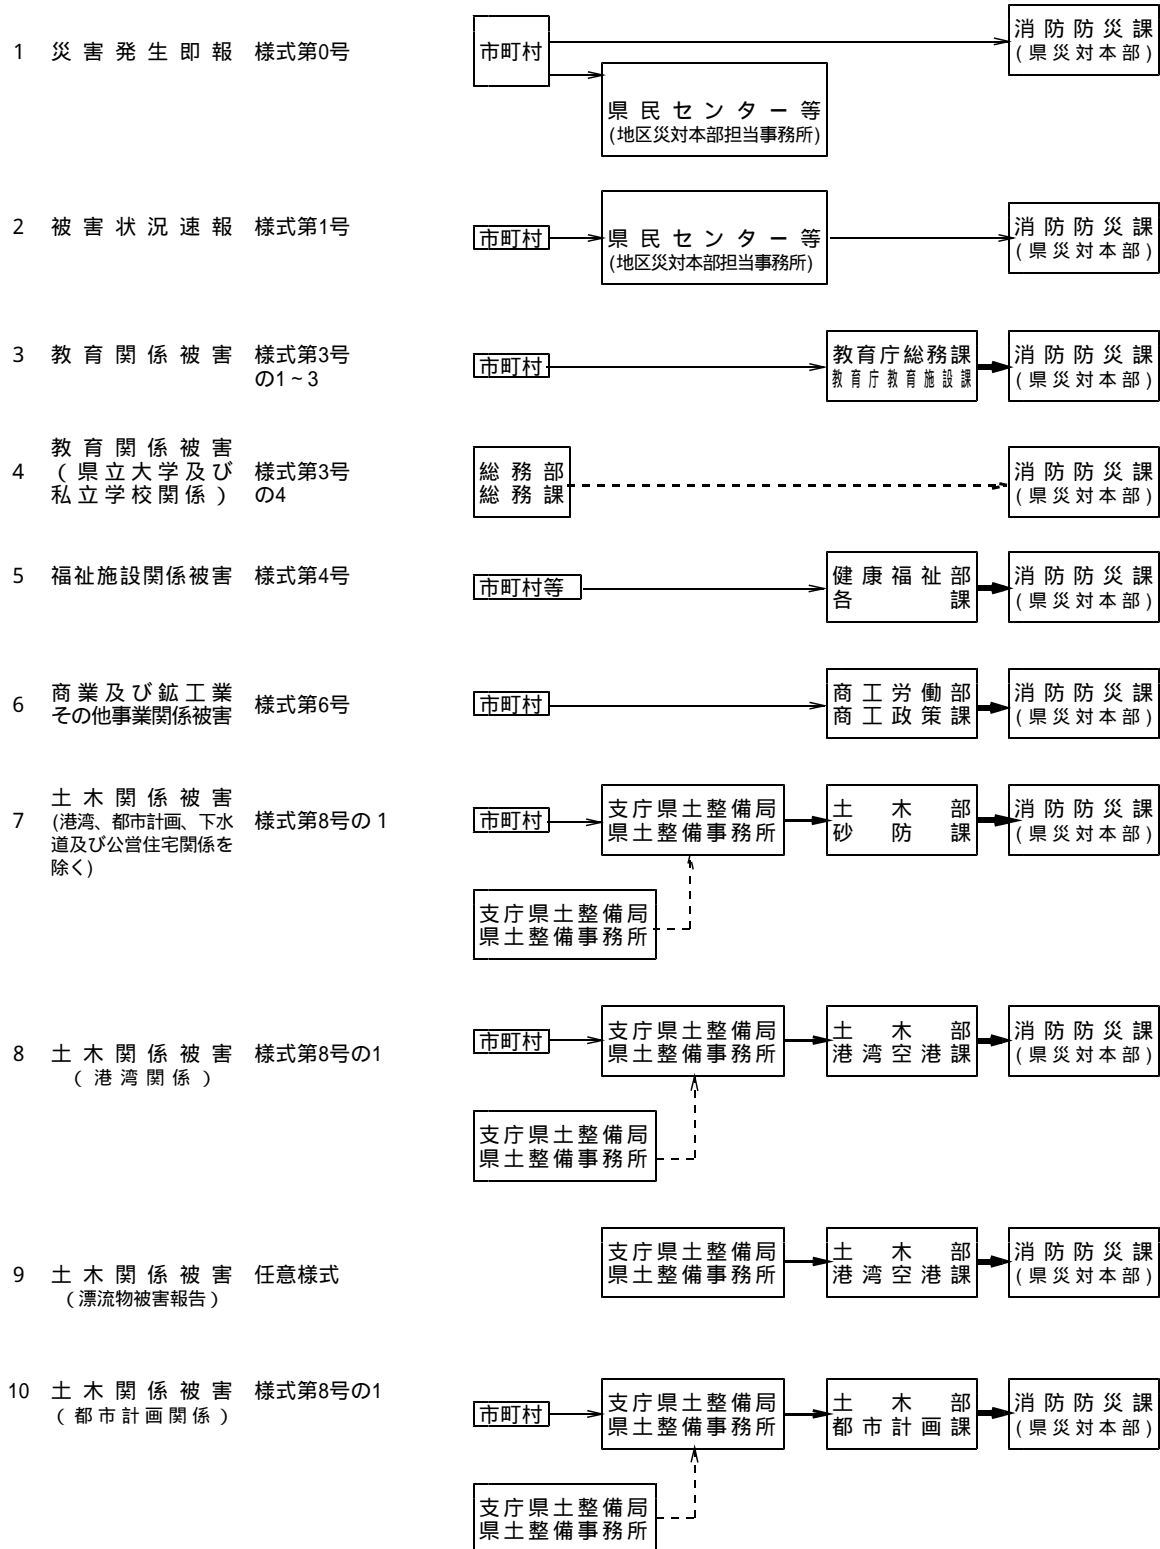 1 災害発生即報 様式第0号
市町村
消防防災課
(県災対本部)
県民センター等
(地区災対本部担当事務所)
2 被害状況速報 様式第1号
市町村
県民センター等
(地区災対本部担当事務所)
消防防災課
(県災対本部)
3 教育関係被害 様式第3号
の1~3
市町村
教育庁総務課
教育庁教育施設課
消防防災課
(県災対本部)
4 教育関係被害
(県立大学及び
私立学校関係)
様式第3号
の4
総務部
総務課
消防防災課
(県災対本部)
5 福祉施設関係被害 様式第4号
市町村等
健康福祉部
各課
消防防災課
(県災対本部)
6 商業及び鉱工業
その他事業関係被害
様式第6号
市町村
商工労働部
商工政策課
消防防災課
(県災対本部)
7 土木関係被害
(港湾、都市計画、下水
道及び公営住宅関係を
除く)
様式第8号の1
市町村
支庁県土整備局
県土整備事務所
土木部
砂防課
消防防災課
(県災対本部)
支庁県土整備局
県土整備事務所
8 土木関係被害 様式第8号の1
(港湾関係)
市町村
支庁県土整備局
県土整備事務所
土木部
港湾空港課
消防防災課
(県災対本部)
支庁県土整備局
県土整備事務所
9 土木関係被害 任意様式
(漂流物被害報告)
支庁県土整備局
県土整備事務所
土木部
港湾空港課
消防防災課
(県災対本部)
10 土木関係被害 様式第8号の1
(都市計画関係)
市町村
支庁県土整備局
県土整備事務所
土木部
都市計画課
消防防災課
(県災対本部)
支庁県土整備局
県土整備事務所